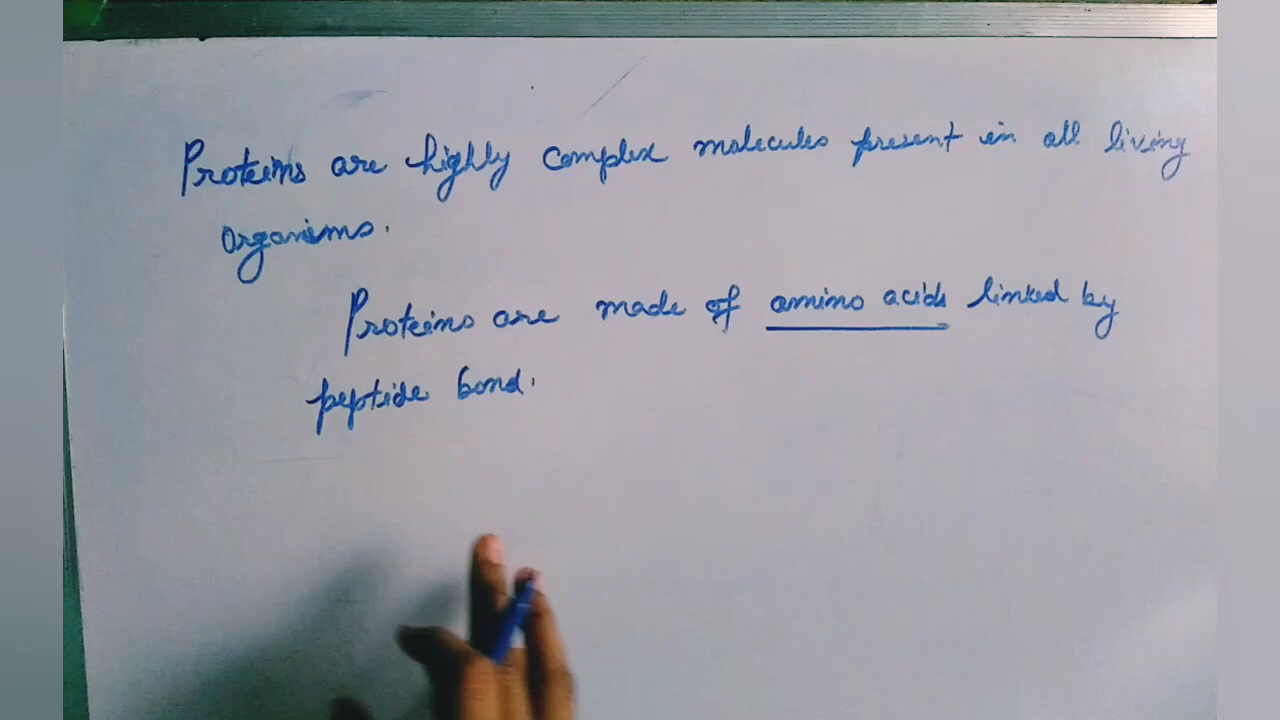 Proteins are highly complex molecules present in all living
organisms.
Proteins are made of amino acids linked by
peptide bond.